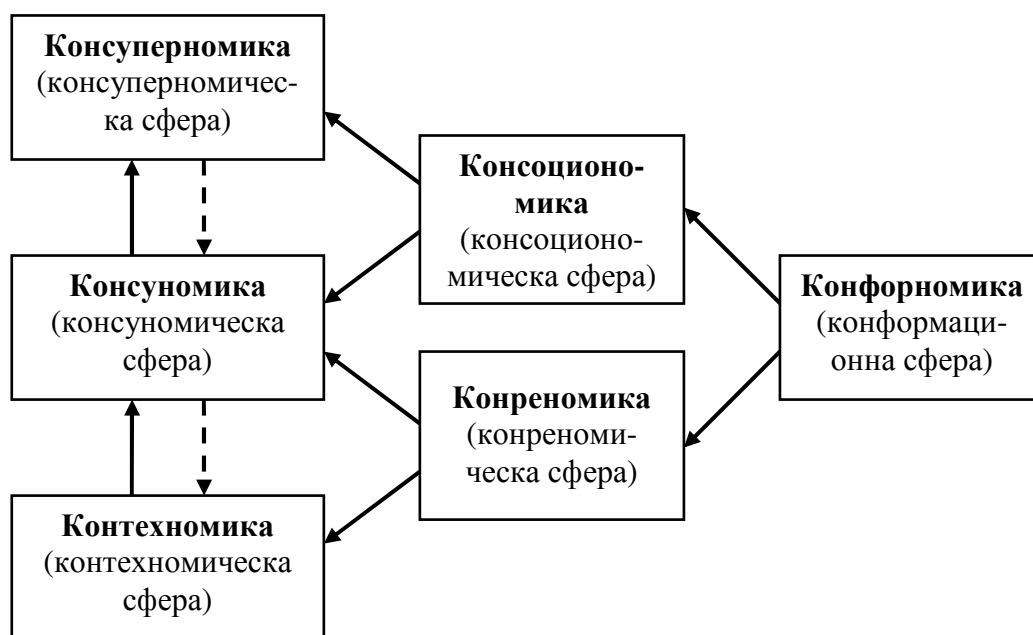 Консуперномика
(консуперномичес-
ка сфера)
Консоционо-
мика
(консоционо-
мическа сфера)
Консуномика
(консуномическа
сфера)
Конфорномика
(конформаци-
онна сфера)
Конреномика
(конреноми-
ческа сфера)
Контехномика
(контехномическа
сфера)